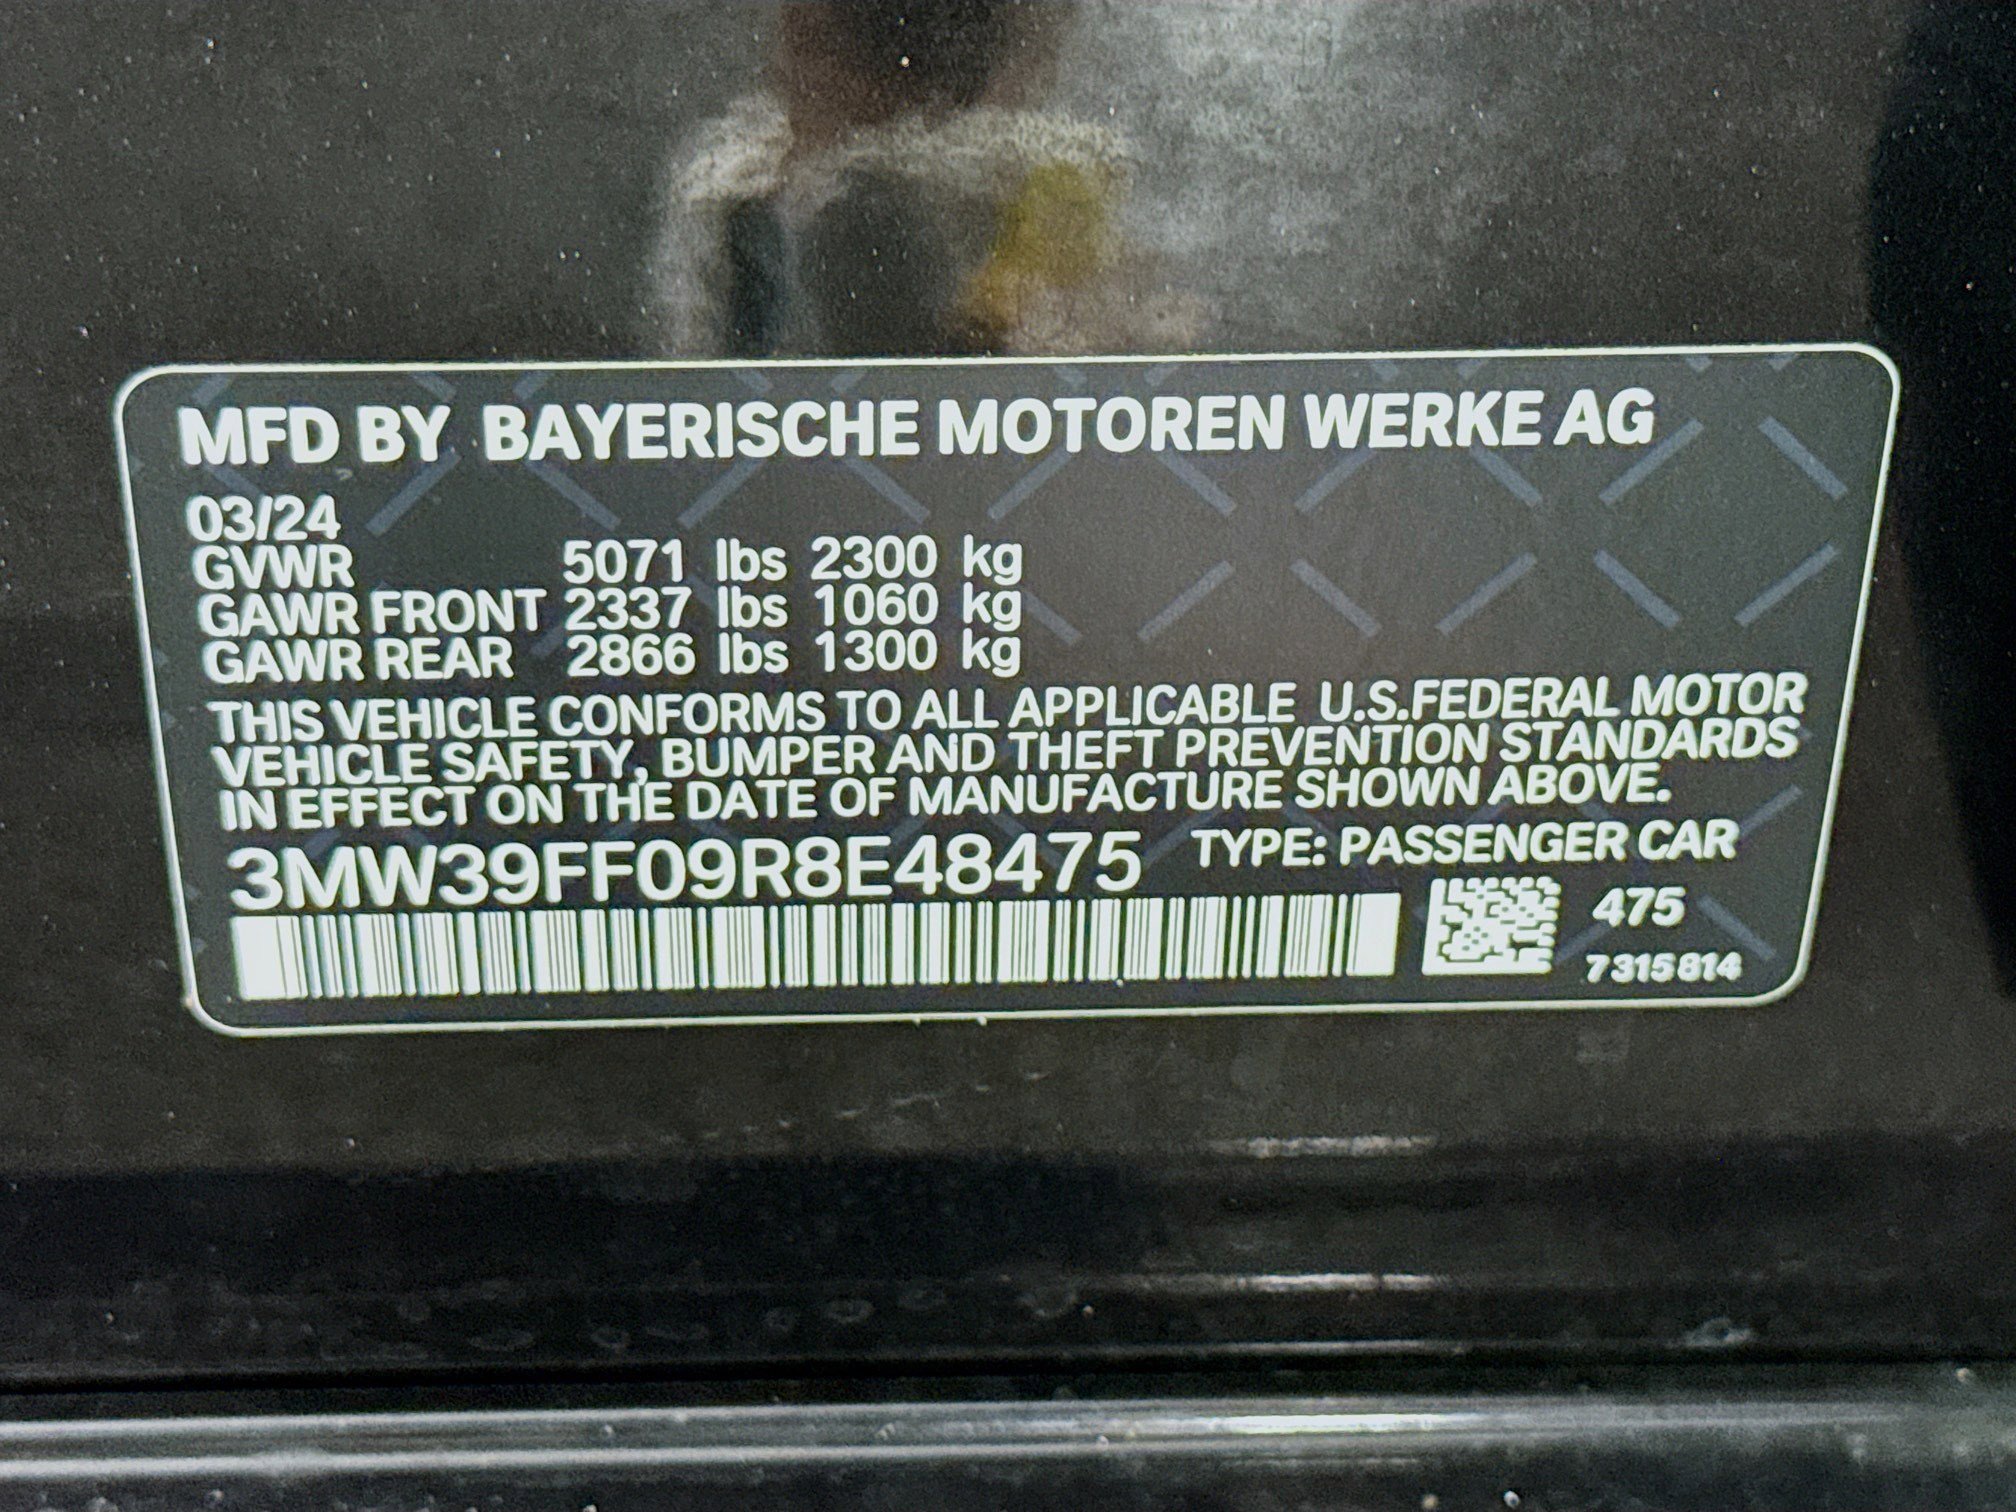 MFD BY BAYERISCHE MOTOREN WERKE AG
03/24
GVWR 5071 lbs 2300 kg
GAWR FRONT 2337 lbs 1060 kg
GAWR REAR 2866 lbs 1300 kg
THIS VEHICLE CONFORMS TO ALL APPLICABLE U.S.FEDERAL MOTOR
VEHICLE SAFETY, BUMPER AND THEFT PREVENTION STANDARDS
IN EFFECT ON THE DATE OF MANUFACTURE SHOWN ABOVE.
3MW39FF09R8E48475 TYPE: PASSENGER CAR
475
7315814